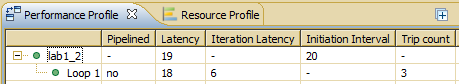 Performance Profile Resource Profile
Pipelined Latency Iteration Latency Initiation Interval Trip count
lab1_2 - 19 - 20 -
Loop 1 no 18 6 - 3